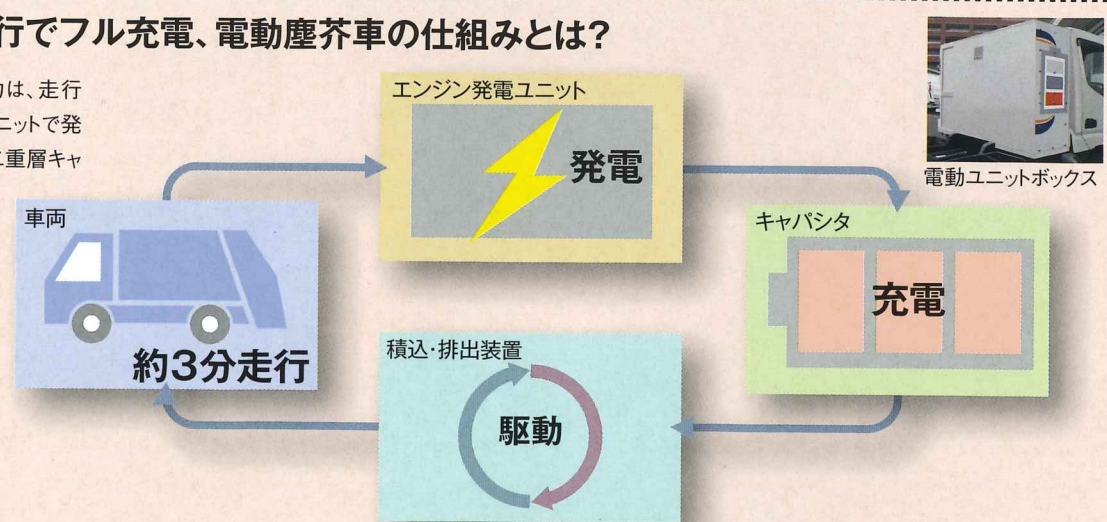 行でフル充電、電動塵芥車の仕組みとは?
は、走行
ニットで発
重層キャ
エンジン発電ユニット
発電
電動ユニットボックス
車両
約3分走行
キャパシタ
充電
積込・排出装置
駆動